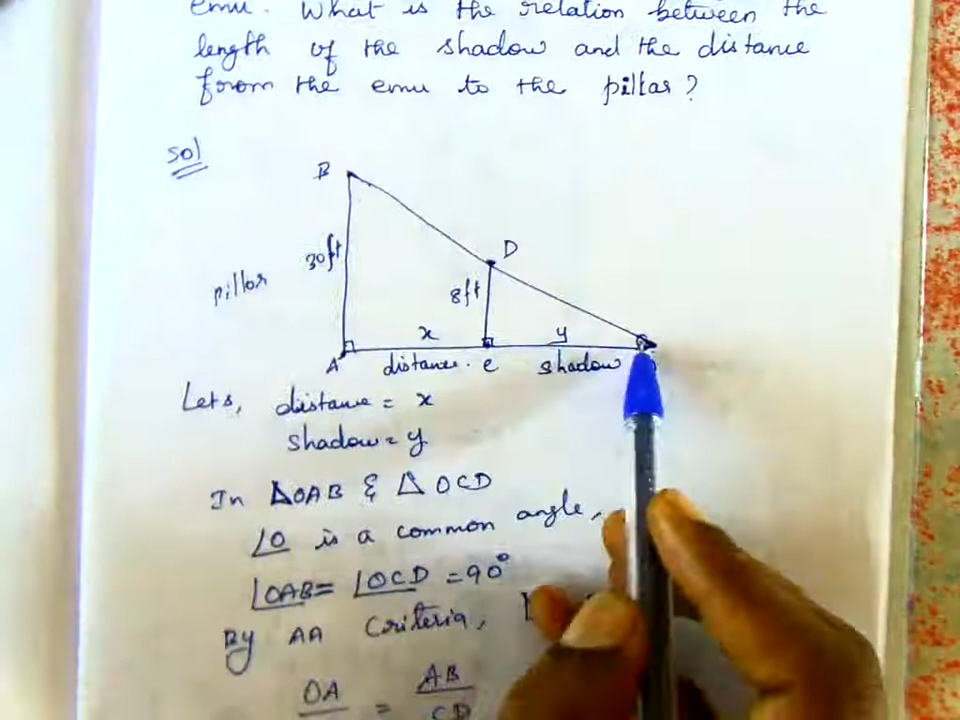 emu. What is the relation between the
length of the shadow and the distance
from the emu to the pillar?
Sol
B
D
30ft
8ft
pillar
x
y
A
distance.
C
shadow
Lets, distance = x
shadow = y
In ΔOAB & ΔOCD
∠O is a common angle,
∠OAB = ∠OCD = 90°
By AA criteria,
OA = AB
CD